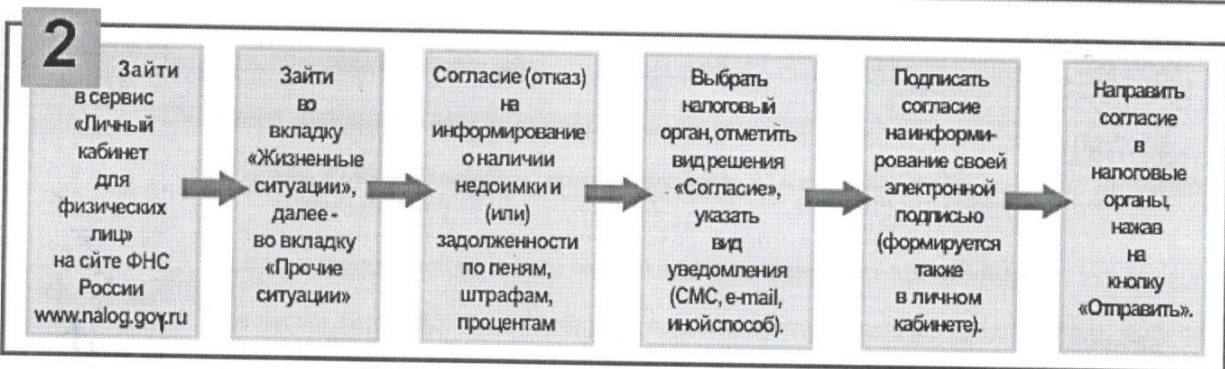 2
Зайти
в сервис
«Личный
кабинет
для
физических
лиц»
на сйте ФНС
России
www.nalog.gov.ru
Зайти
во
вкладку
«Жизненные
ситуации»,
далее -
во вкладку
«Прочие
ситуации»
Согласие (отказ)
на
информирование
о наличии
недоимки и
(или)
задолженности
по пеням,
штрафам,
процентам
Выбрать
налоговый
орган, отметить
вид решения
«Согласие»,
указать
вид
уведомления
(СМС, e-mail,
иной способ).
Подписать
согласие
на информи-
рование своей
электронной
подписью
(формируется
также
в личном
кабинете).
Направить
согласие
в
налоговые
органы,
нажав
на
кнопку
«Отправить».